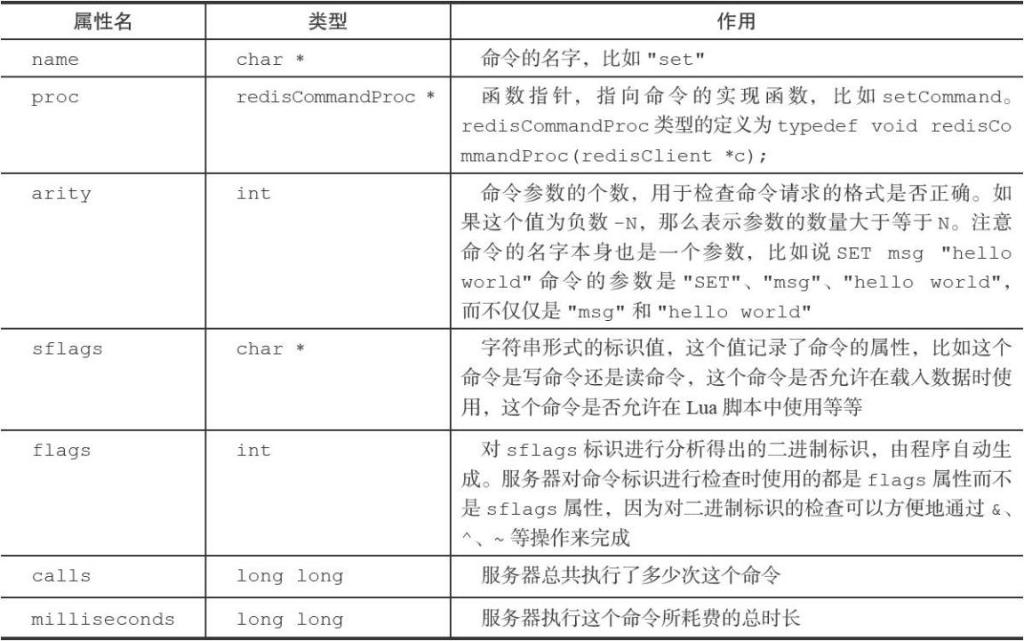 属性名 类型 作用
name char * 命令的名字，比如 "set"
proc redisCommandProc * 函数指针，指向命令的实现函数，比如 setCommand。
redisCommandProc 类型的定义为 typedef void redisCo
mmandProc(redisClient *c);
arity int 命令参数的个数，用于检查命令请求的格式是否正确。如
果这个值为负数 -N，那么表示参数的数量大于等于 N。注意
命令的名字本身也是一个参数，比如说 SET msg "hello
world" 命令的参数是 "SET"、"msg"、"hello world"，
而不仅仅是 "msg" 和 "hello world"
sflags char * 字符串形式的标识值，这个值记录了命令的属性，比如这个
命令是写命令还是读命令，这个命令是否允许在载入数据时使
用，这个命令是否允许在 Lua 脚本中使用等等
flags int 对 sflags 标识进行分析得出的二进制标识，由程序自动生
成。服务器对命令标识进行检查时使用的都是 flags 属性而不
是 sflags 属性，因为对二进制标识的检查可以方便地通过 &、
^、~ 等操作来完成
calls long long 服务器总共执行了多少次这个命令
milliseconds long long 服务器执行这个命令所耗费的总时长